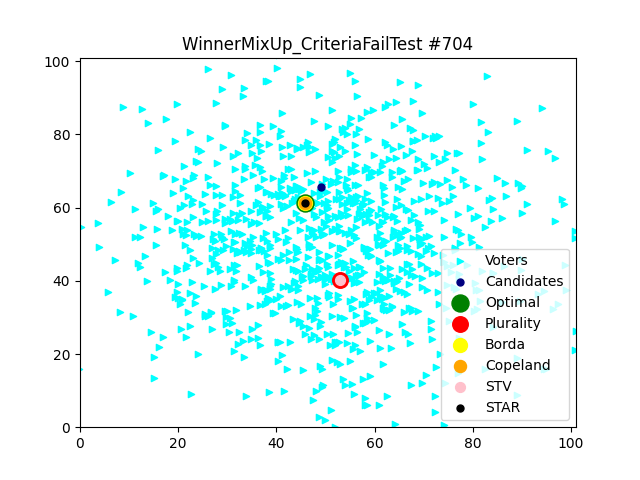 WinnerMixUp_CriteriaFailTest #704
100
80
60
40
20
0
0 20 40 60 80 100
Voters
Candidates
Optimal
Plurality
Borda
Copeland
STV
STAR